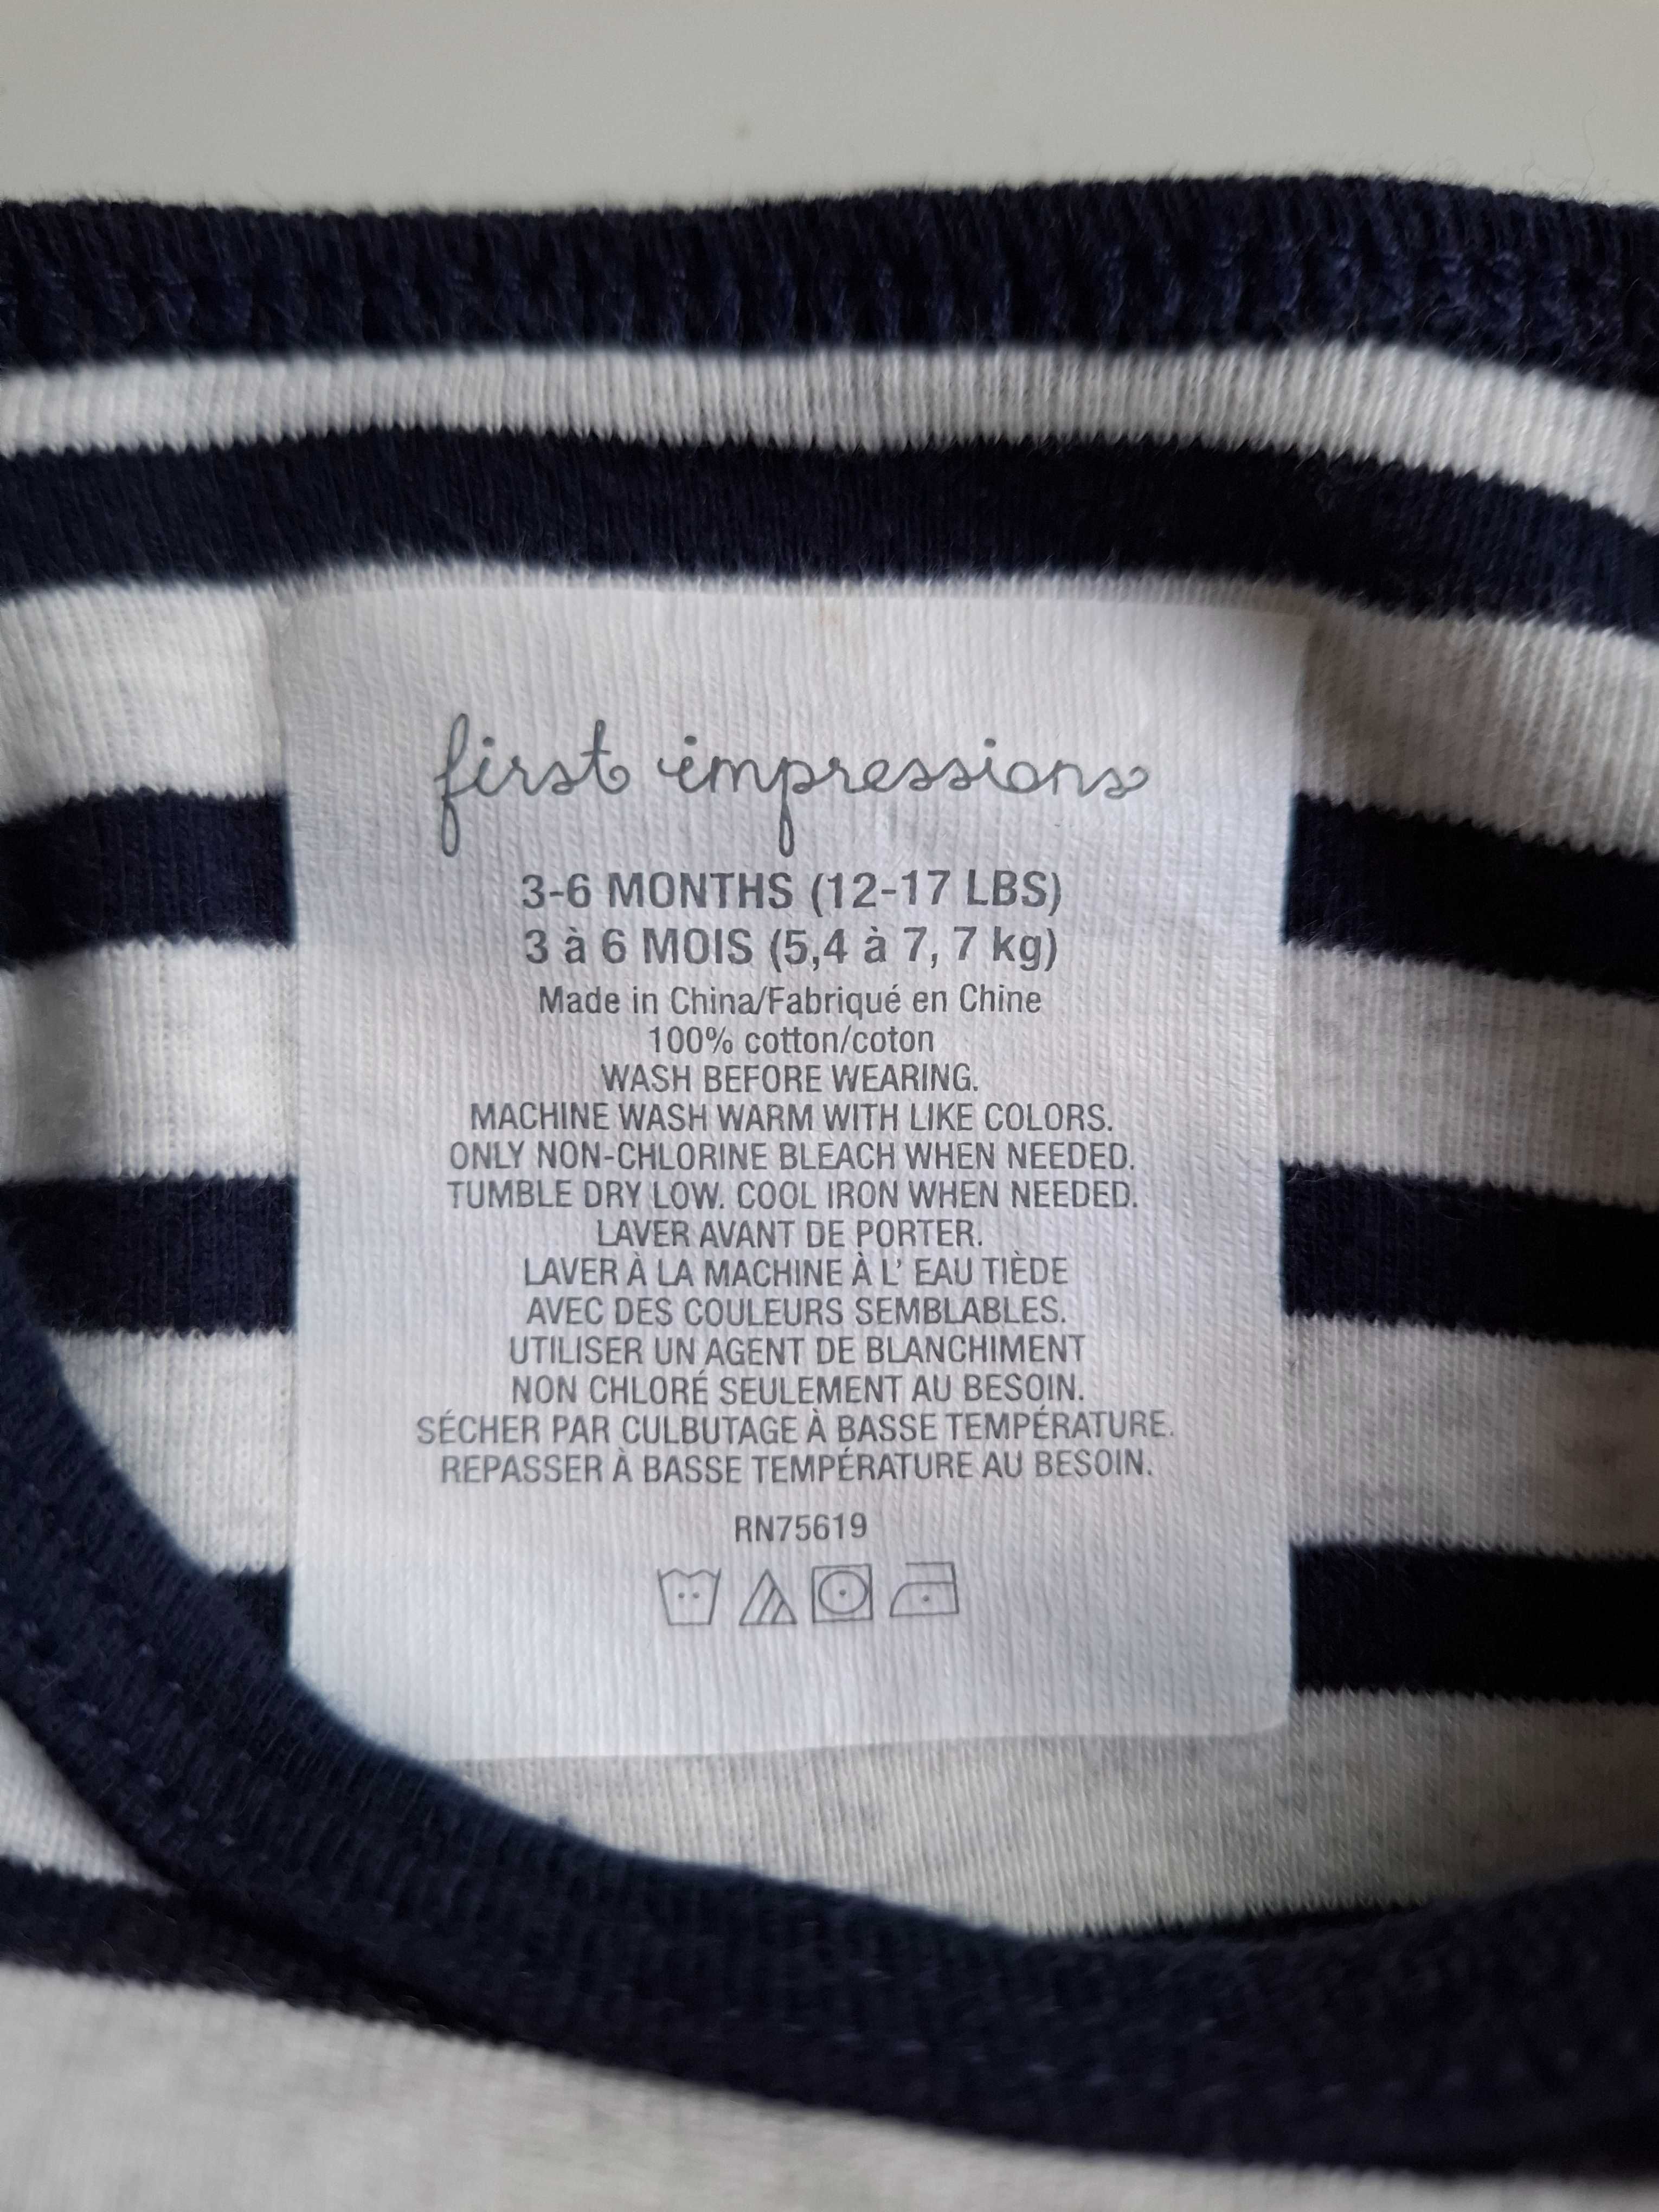 first impressions
3-6 MONTHS (12-17 LBS)
3 à 6 MOIS (5,4 à 7, 7 kg)
Made in China/Fabriqué en Chine
100% cotton/coton
WASH BEFORE WEARING.
MACHINE WASH WARM WITH LIKE COLORS.
ONLY NON-CHLORINE BLEACH WHEN NEEDED.
TUMBLE DRY LOW. COOL IRON WHEN NEEDED.
LAVER AVANT DE PORTER.
LAVER À LA MACHINE À L' EAU TIÈDE
AVEC DES COULEURS SEMBLABLES.
UTILISER UN AGENT DE BLANCHIMENT
NON CHLORÉ SEULEMENT AU BESOIN.
SÉCHER PAR CULBUTAGE À BASSE TEMPÉRATURE.
REPASSER À BASSE TEMPÉRATURE AU BESOIN.
RN75619